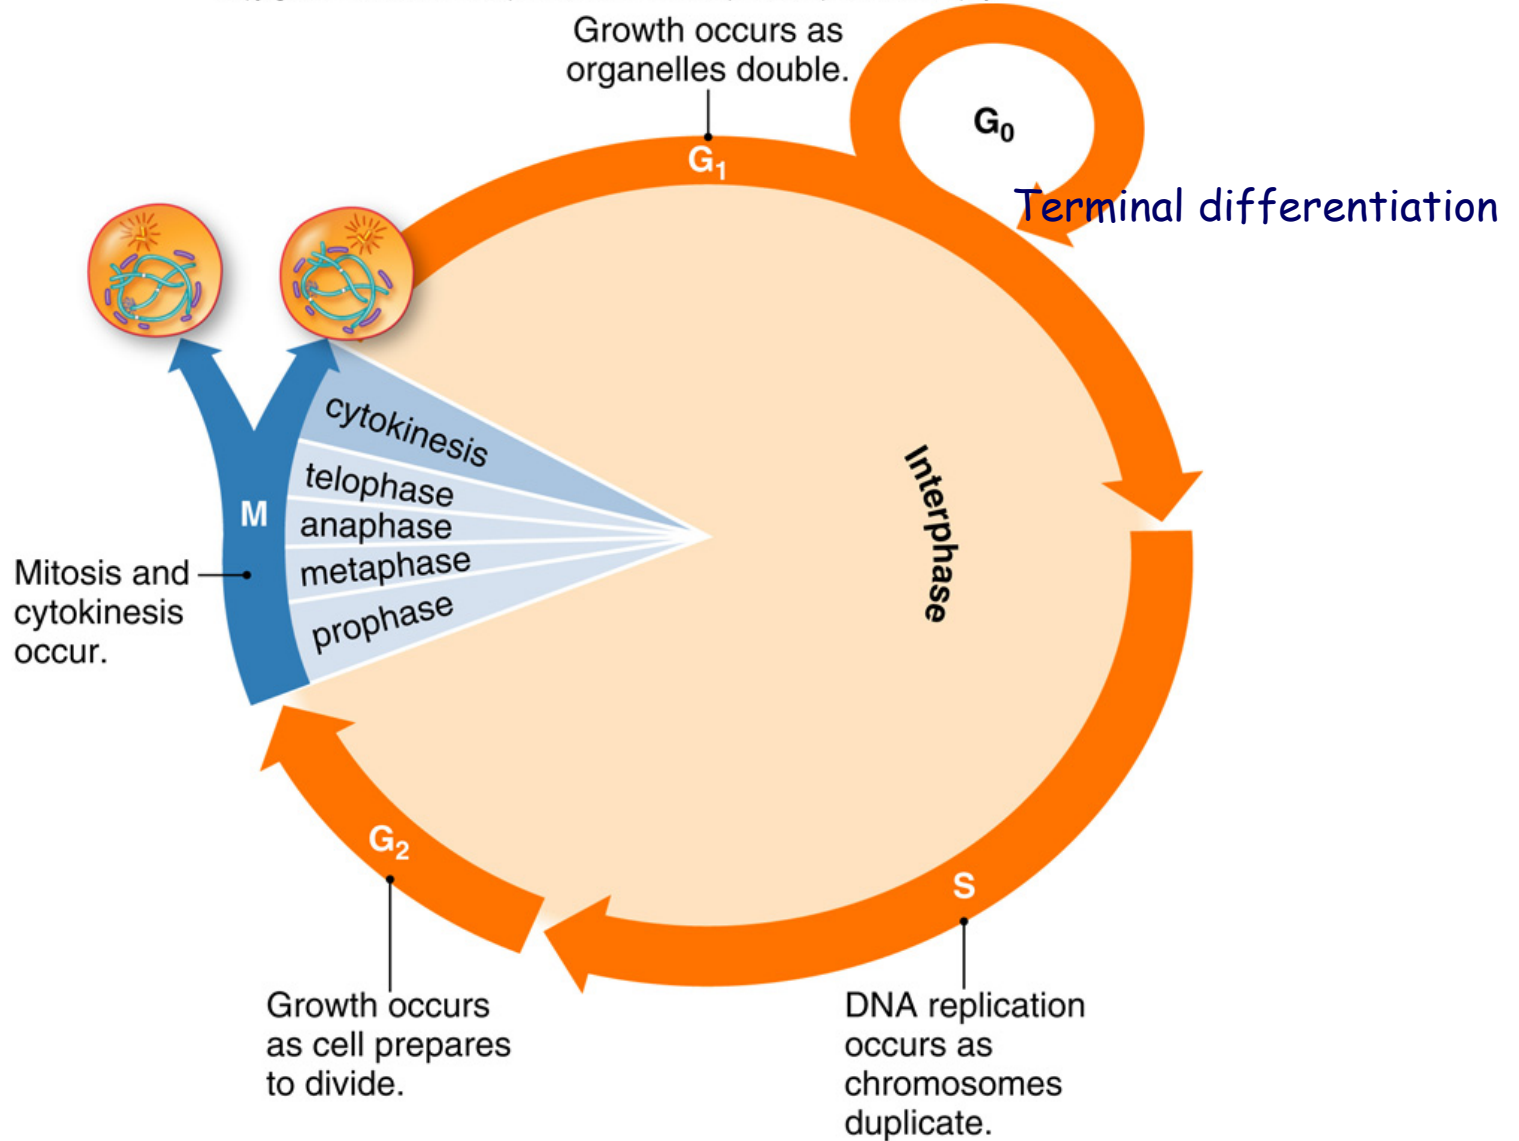 Growth occurs as
organelles double.
G0
G1
Terminal differentiation
cytokinesis
telophase
anaphase
metaphase
prophase
M
Interphase
Mitosis and
cytokinesis
occur.
G2
S
Growth occurs
as cell prepares
to divide.
DNA replication
occurs as
chromosomes
duplicate.